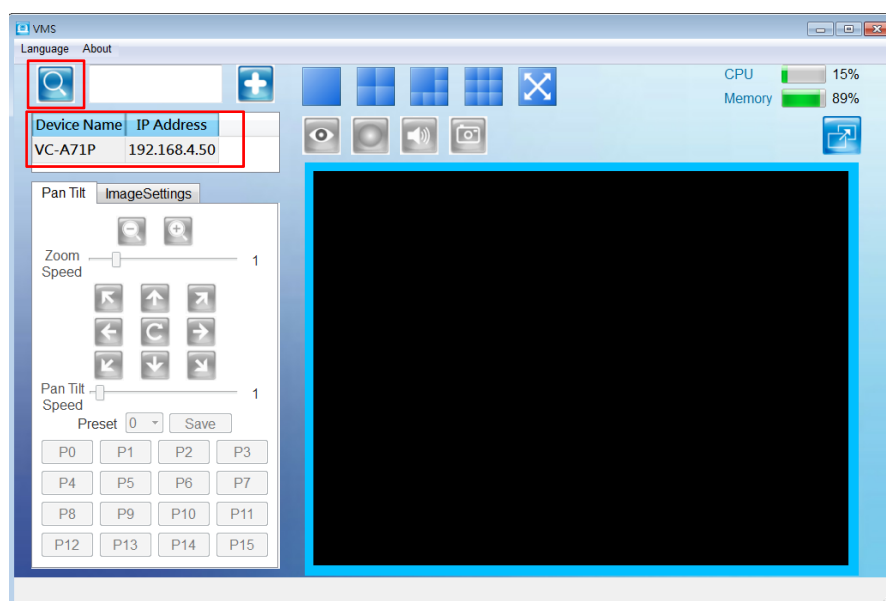 VMS
Language About
CPU 15%
Memory 89%
Device Name IP Address
VC-A71P 192.168.4.50
Pan Tilt ImageSettings
Zoom Speed 1
Pan Tilt Speed 1
Preset 0 Save
P0 P1 P2 P3
P4 P5 P6 P7
P8 P9 P10 P11
P12 P13 P14 P15